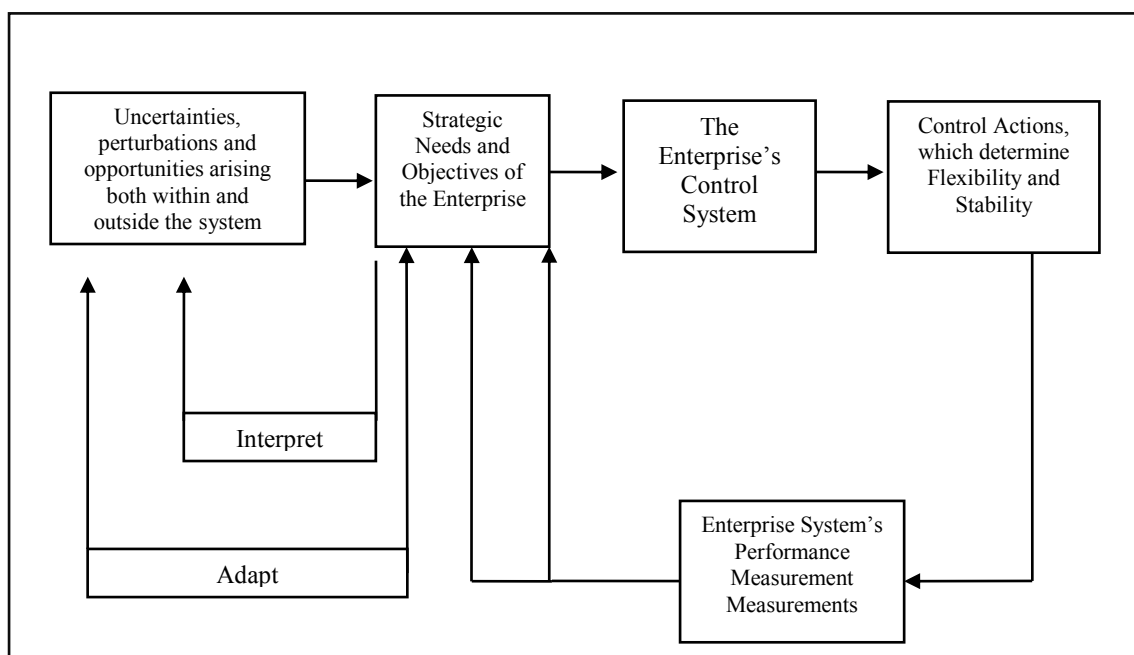 Uncertainties,
perturbations and
opportunities arising
both within and
outside the system
Strategic
Needs and
Objectives of
the Enterprise
The
Enterprise’s
Control
System
Control Actions,
which determine
Flexibility and
Stability
Interpret
Adapt
Enterprise System’s
Performance
Measurement
Measurements